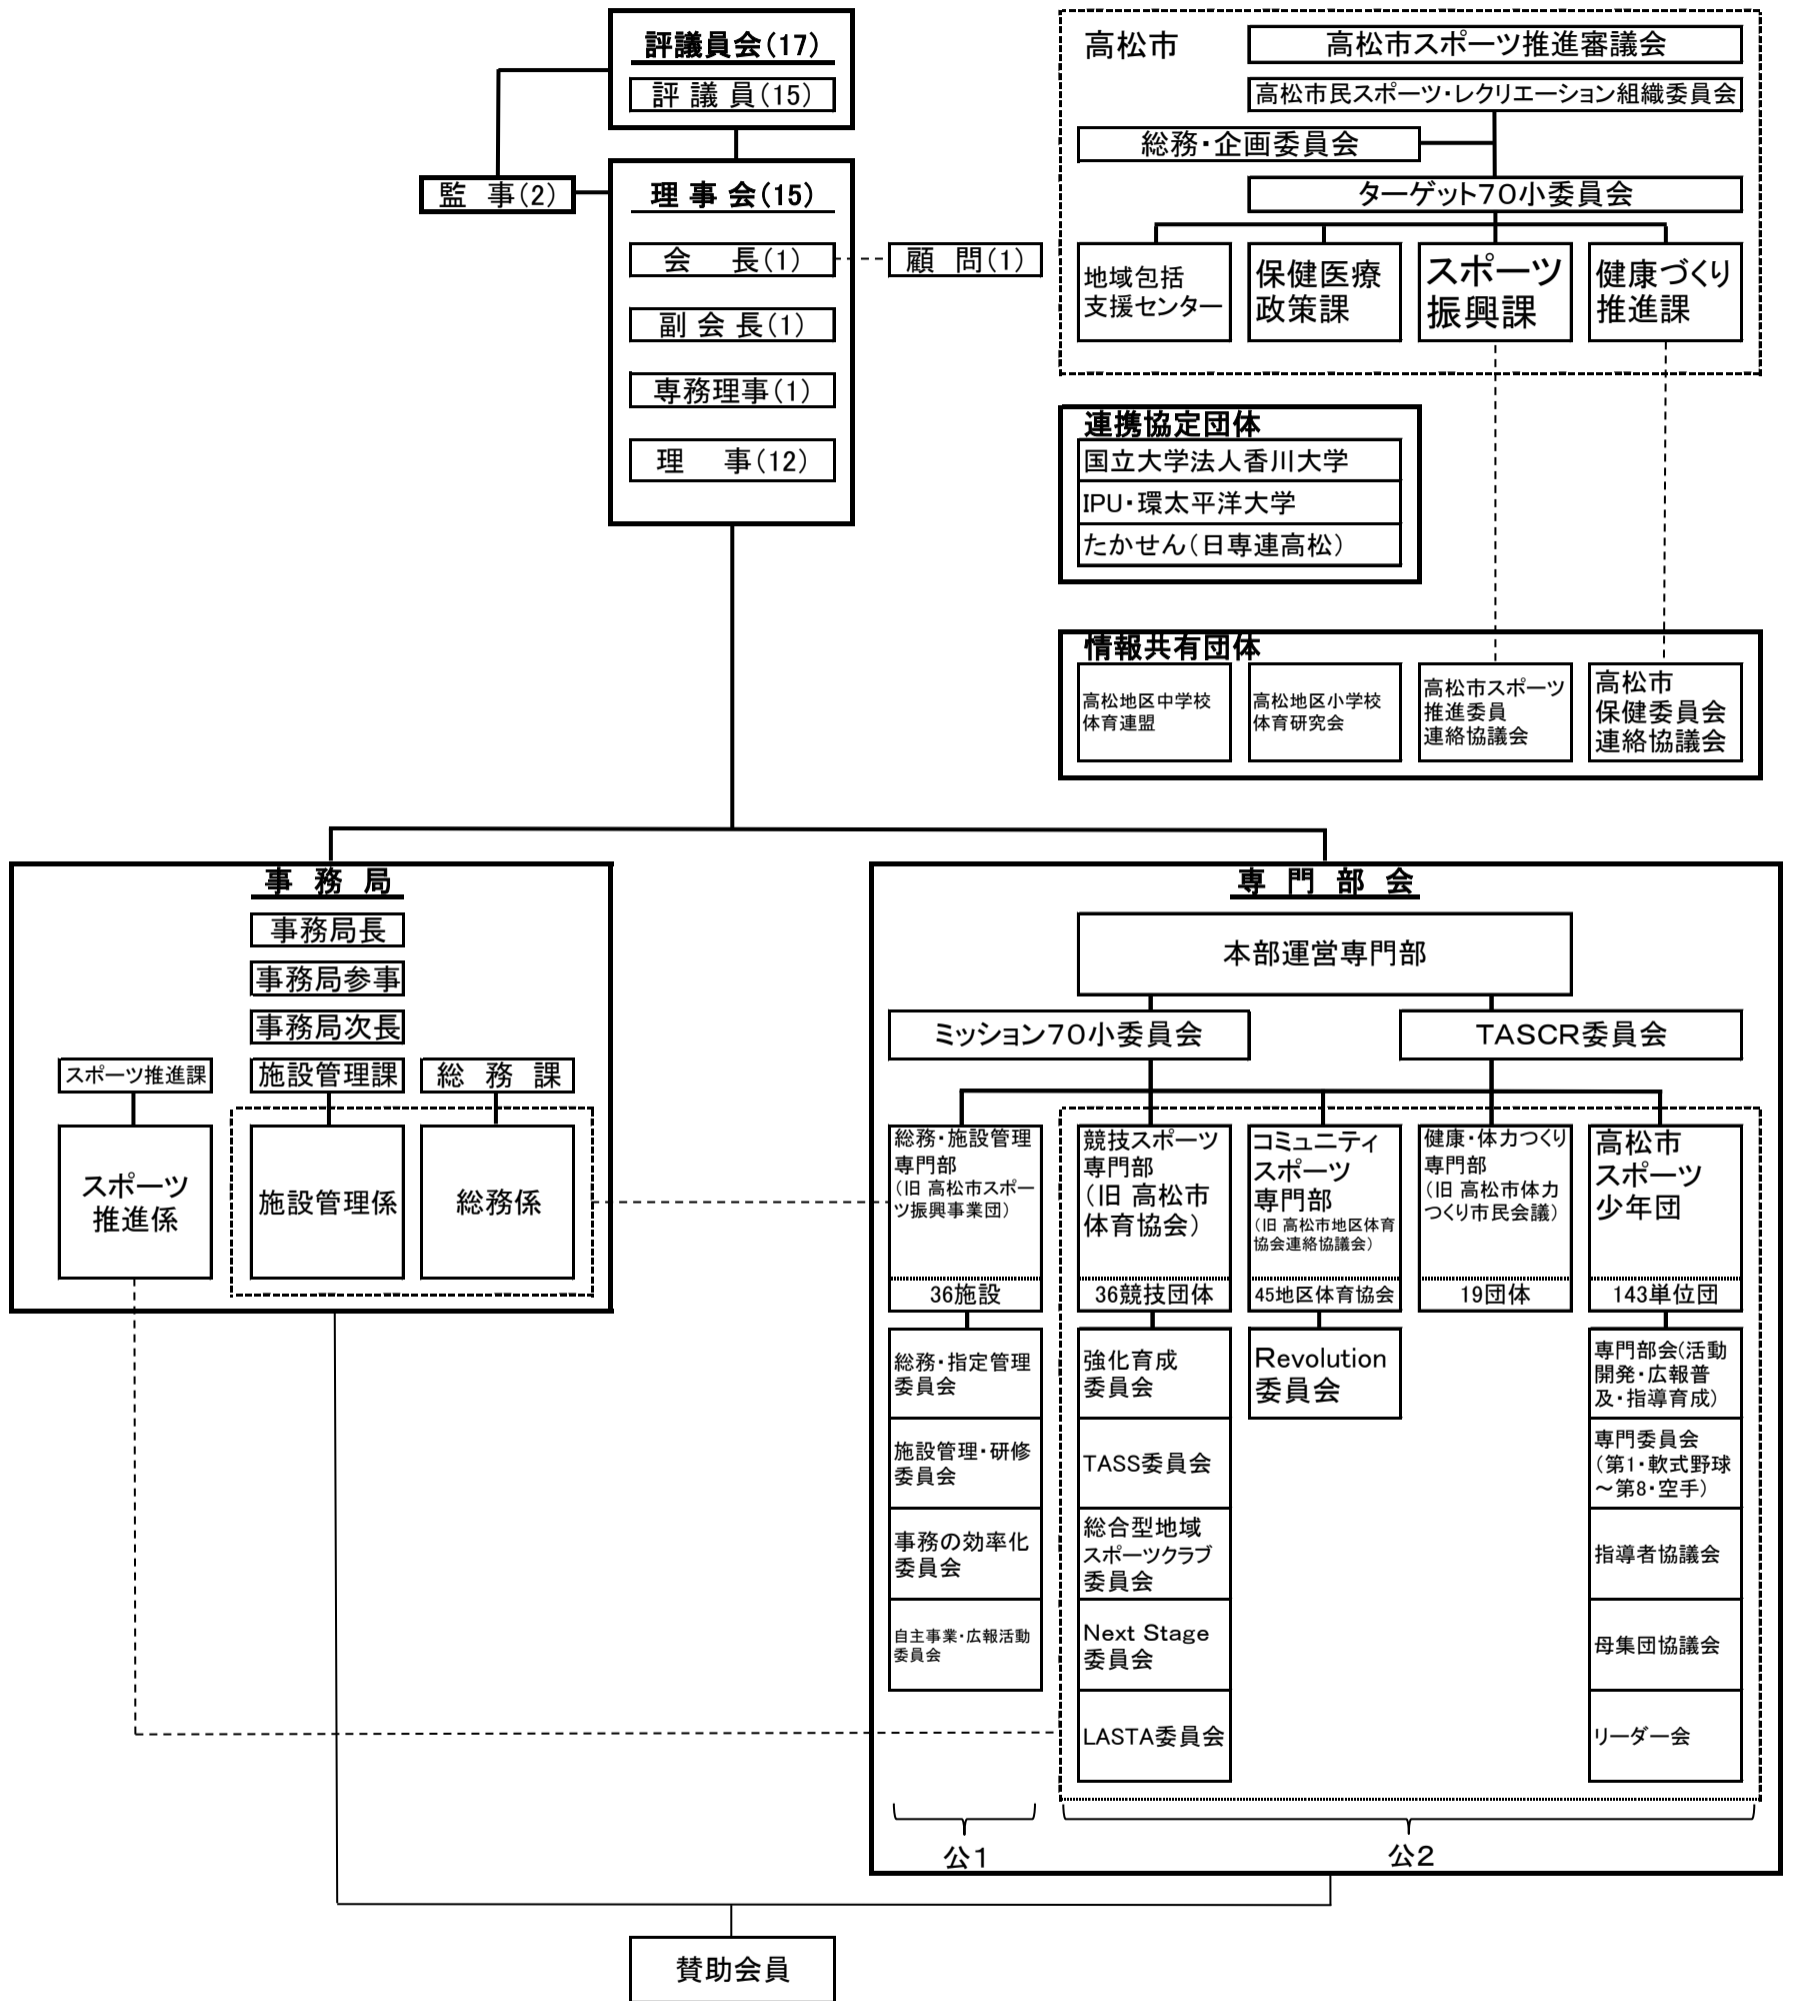 評議員会(17)
評 議 員(15)
監　事(2)
理 事 会(15)
会　長(1)
顧　問(1)
副 会 長(1)
専務理事(1)
理　事(12)
高松市
高松市スポーツ推進審議会
高松市民スポーツ・レクリエーション組織委員会
総務・企画委員会
ターゲット70小委員会
地域包括
支援センター
保健医療
政策課
スポーツ
振興課
健康づくり
推進課
連携協定団体
国立大学法人香川大学
IPU・環太平洋大学
たかせん（日専連高松）
情報共有団体
高松地区中学校
体育連盟
高松地区小学校
体育研究会
高松市スポーツ
推進委員
連絡協議会
高松市
保健委員会
連絡協議会
事 務 局
事務局長
事務局参事
事務局次長
スポーツ推進課
施設管理課
総 務 課
スポーツ
推進係
施設管理係
総務係
専 門 部 会
本部運営専門部
ミッション70小委員会
TASCR委員会
総務・施設管理
専門部
（旧 高松市スポー
ツ振興事業団）
36施設
競技スポーツ
専門部
（旧 高松市
体育協会）
36競技団体
コミュニティ
スポーツ
専門部
（旧 高松市地区体育
協会連絡協議会）
45地区体育協会
健康・体力つくり
専門部
（旧 高松市体力
つくり市民会議）
19団体
高松市
スポーツ
少年団
143単位団
総務・指定管理
委員会
施設管理・研修
委員会
事務の効率化
委員会
自主事業・広報活動
委員会
強化育成
委員会
TASS委員会
総合型地域
スポーツクラブ
委員会
Next Stage
委員会
LASTA委員会
Revolution
委員会
専門部会（活動
開発・広報普
及・指導育成）
専門委員会
（第1・軟式野球
～第8・空手）
指導者協議会
母集団協議会
リーダー会
公1
公2
賛助会員